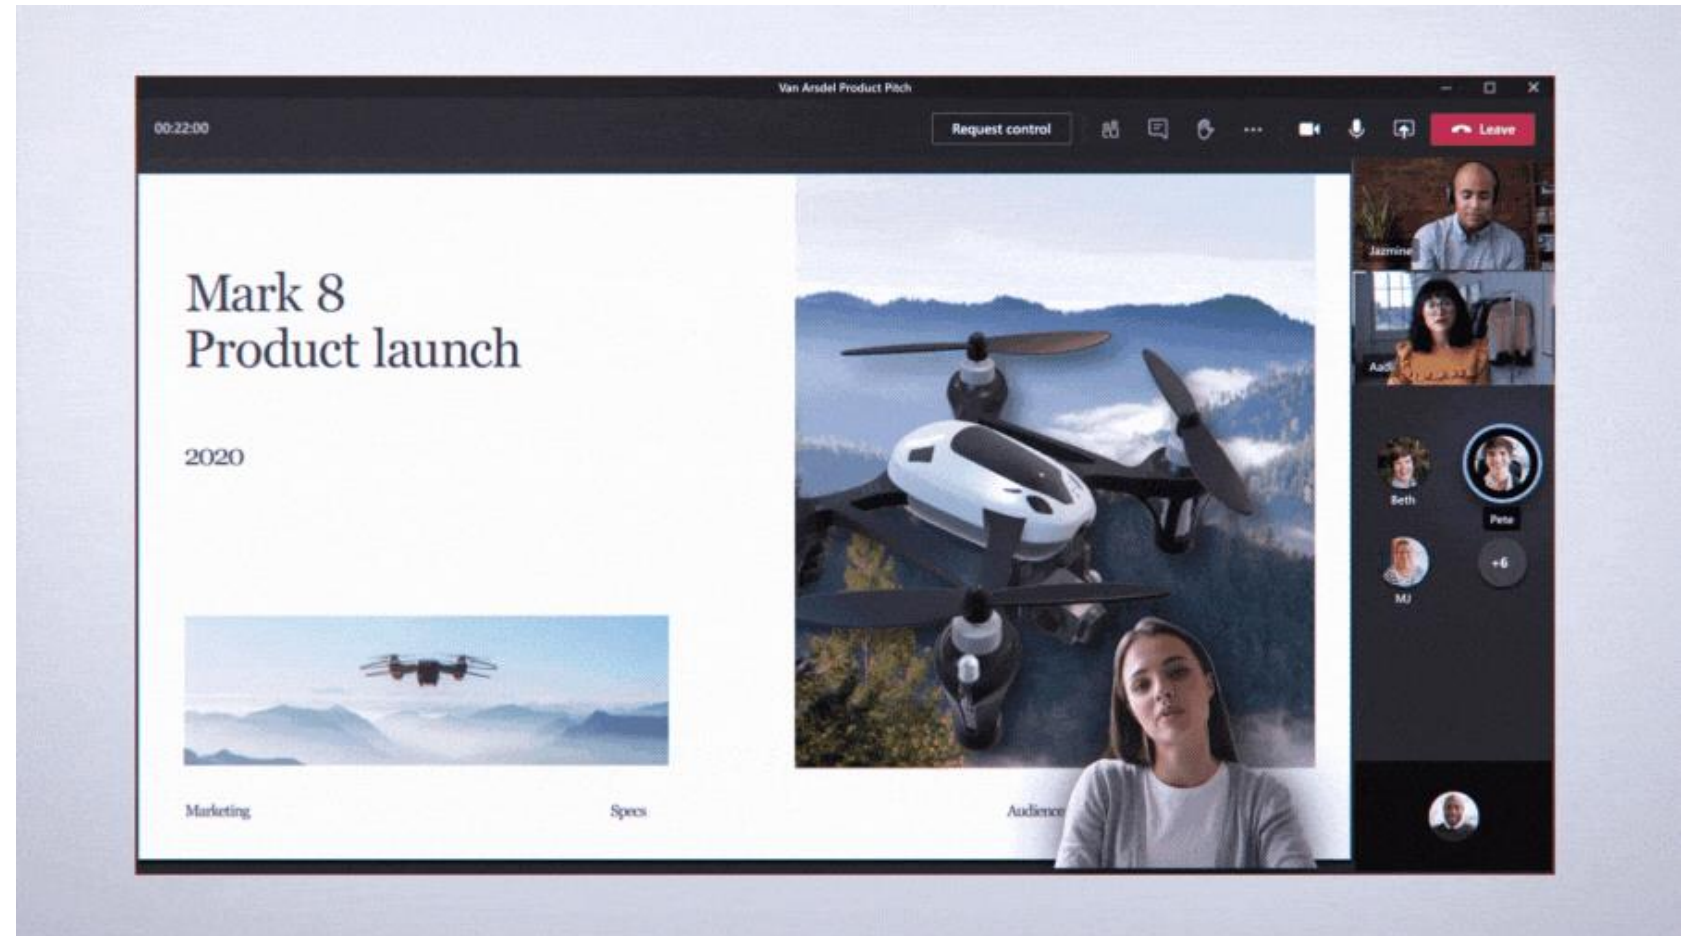 Van Arsdel Product Pitch
00:22:00
Request control
Leave
Mark 8
Product launch
2020
Marketing
Specs
Audience
Jazmine
Aadi
Beth
Pete
MJ
+6